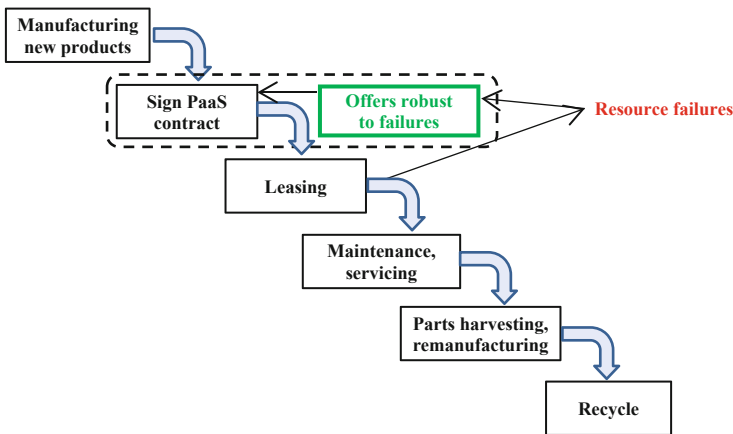 Manufacturing
new products
Sign PaaS
contract
Offers robust
to failures
Resource failures
Leasing
Maintenance,
servicing
Parts harvesting,
remanufacturing
Recycle